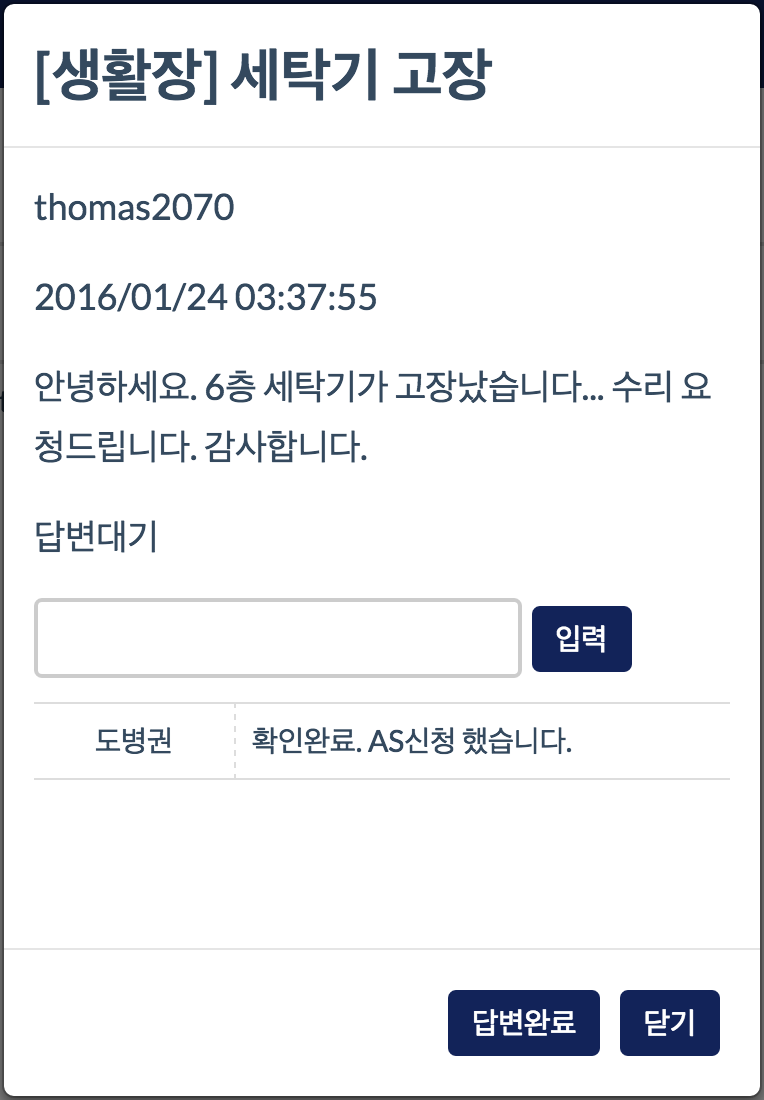 [생활장] 세탁기 고장
thomas2070
2016/01/24 03:37:55
안녕하세요. 6층 세탁기가 고장났습니다... 수리 요
청드립니다. 감사합니다.
답변대기
입력
도병권 확인완료. AS신청 했습니다.
답변완료 닫기